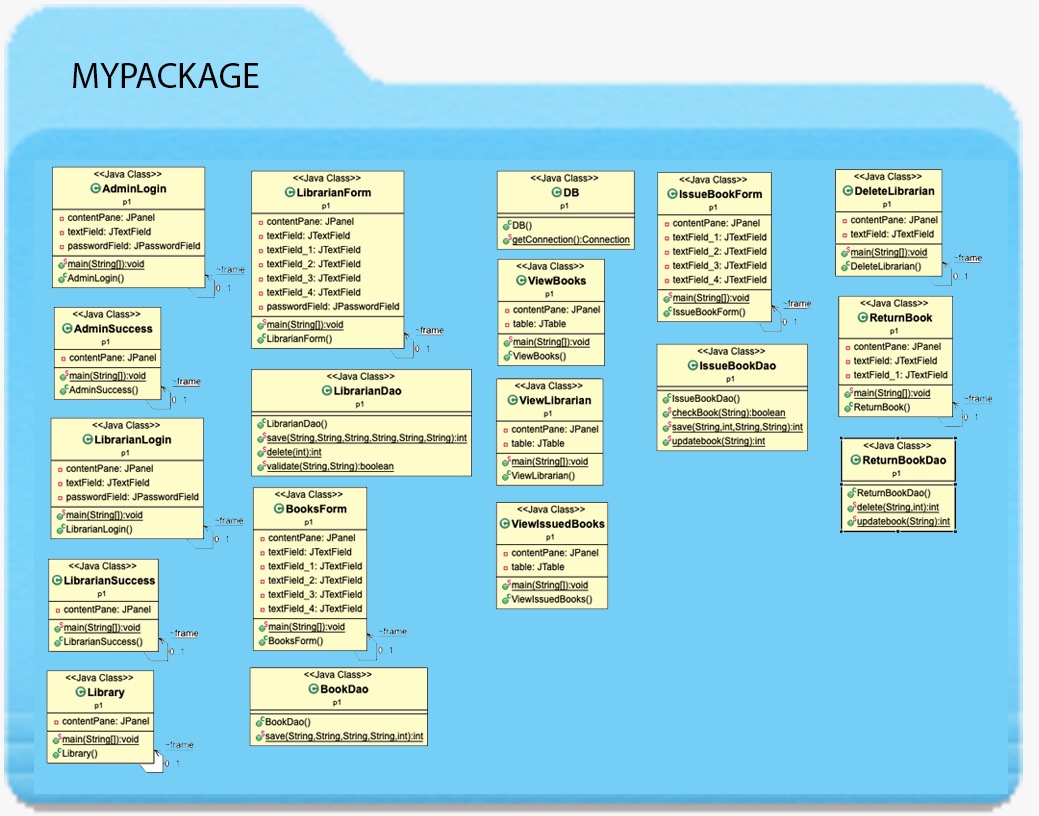 MYPACKAGE
<<Java Class>>
AdminLogin
p1
contentPane: JPanel
textField: JTextField
passwordField: JPasswordField
main(String[]):void
AdminLogin()
~frame
0..1
<<Java Class>>
AdminSuccess
p1
contentPane: JPanel
main(String[]):void
AdminSuccess()
~frame
0..1
<<Java Class>>
LibrarianLogin
p1
contentPane: JPanel
textField: JTextField
passwordField: JPasswordField
main(String[]):void
LibrarianLogin()
~frame
0..1
<<Java Class>>
LibrarianSuccess
p1
contentPane: JPanel
main(String[]):void
LibrarianSuccess()
~frame
0..1
<<Java Class>>
Library
p1
contentPane: JPanel
main(String[]):void
Library()
~frame
0..1
<<Java Class>>
LibrarianForm
p1
contentPane: JPanel
textField: JTextField
textField_1: JTextField
textField_2: JTextField
textField_3: JTextField
textField_4: JTextField
passwordField: JPasswordField
main(String[]):void
LibrarianForm()
~frame
0..1
<<Java Class>>
LibrarianDao
p1
LibrarianDao()
save(String,String,String,String,String,String):int
delete(int):int
validate(String,String):boolean
<<Java Class>>
BooksForm
p1
contentPane: JPanel
textField: JTextField
textField_1: JTextField
textField_2: JTextField
textField_3: JTextField
textField_4: JTextField
main(String[]):void
BooksForm()
~frame
0..1
<<Java Class>>
BookDao
p1
BookDao()
save(String,String,String,String,int):int
<<Java Class>>
DB
p1
DB()
getConnection():Connection
<<Java Class>>
ViewBooks
p1
contentPane: JPanel
table: JTable
main(String[]):void
ViewBooks()
<<Java Class>>
ViewLibrarian
p1
contentPane: JPanel
table: JTable
main(String[]):void
ViewLibrarian()
<<Java Class>>
ViewIssuedBooks
p1
contentPane: JPanel
table: JTable
main(String[]):void
ViewIssuedBooks()
<<Java Class>>
IssueBookForm
p1
contentPane: JPanel
textField_1: JTextField
textField_2: JTextField
textField_3: JTextField
textField_4: JTextField
main(String[]):void
IssueBookForm()
~frame
0..1
<<Java Class>>
IssueBookDao
p1
IssueBookDao()
checkBook(String):boolean
save(String,int,String,String):int
updatebook(String):int
<<Java Class>>
DeleteLibrarian
p1
contentPane: JPanel
textField: JTextField
main(String[]):void
DeleteLibrarian()
~frame
0..1
<<Java Class>>
ReturnBook
p1
contentPane: JPanel
textField: JTextField
textField_1: JTextField
main(String[]):void
ReturnBook()
~frame
0..1
<<Java Class>>
ReturnBookDao
p1
ReturnBookDao()
delete(String,int):int
updatebook(String):int